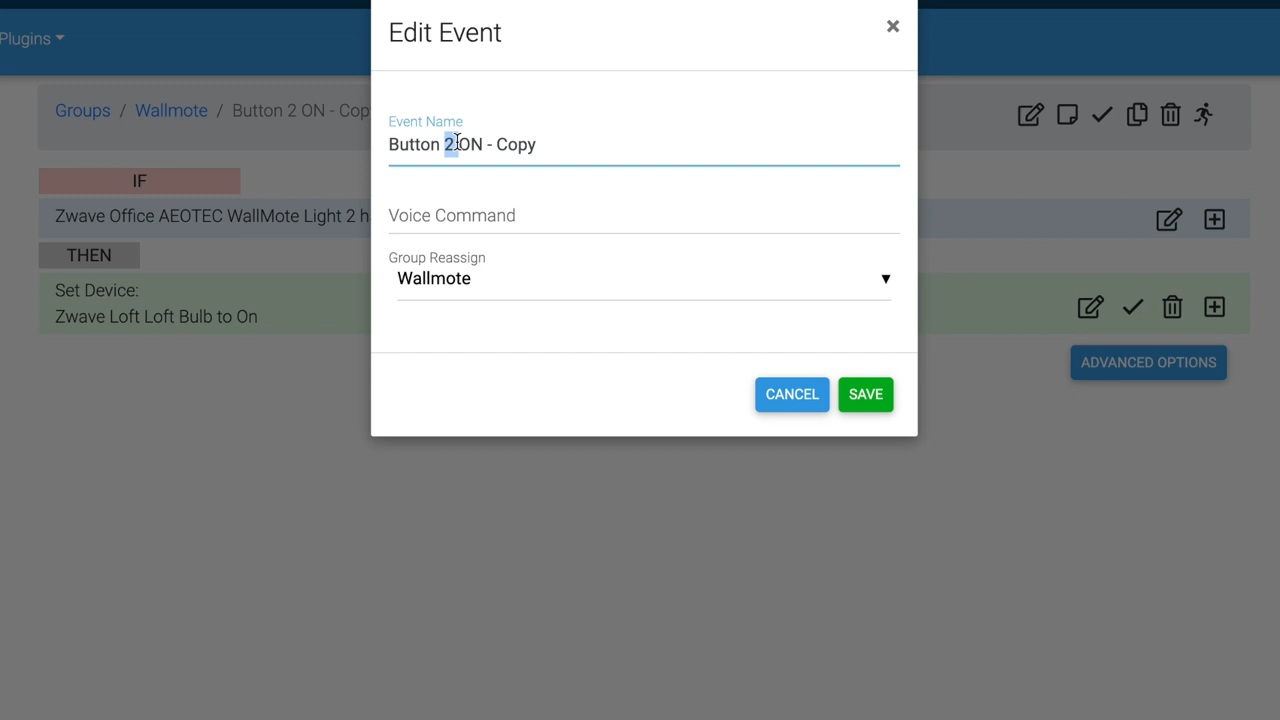 Edit Event
×
Plugins
Groups / Wallmote / Button 2 ON - Cop
Event Name
Button 2 ON - Copy
IF
Zwave Office AEOTEC WallMote Light 2 h
Voice Command
THEN
Group Reassign
Wallmote
Set Device:
Zwave Loft Loft Bulb to On
ADVANCED OPTIONS
CANCEL
SAVE